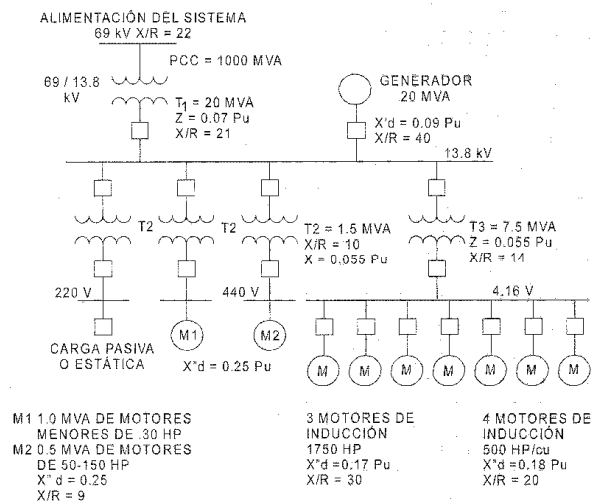 ALIMENTACIÓN DEL SISTEMA
69 kV X/R = 22
PCC = 1000 MVA
69 / 13.8
kV
T1 = 20 MVA
Z = 0.07 Pu
X/R = 21
GENERADOR
20 MVA
X'd = 0.09 Pu
X/R = 40
13.8 kV
T2
T2
T2 = 1.5 MVA
X/R = 10
X = 0.055 Pu
T3 = 7.5 MVA
Z = 0.055 Pu
X/R = 14
220 V
440 V
4.16 V
CARGA PASIVA
O ESTÁTICA
M1
M2
X"d = 0.25 Pu
M
M
M
M
M
M
M
M1 1.0 MVA DE MOTORES
MENORES DE 30 HP
M2 0.5 MVA DE MOTORES
DE 50-150 HP
X" d = 0.25
X/R = 9
3 MOTORES DE
INDUCCIÓN
1750 HP
X"d = 0.17 Pu
X/R = 30
4 MOTORES DE
INDUCCIÓN
500 HP/cu
X"d = 0.18 Pu
X/R = 20